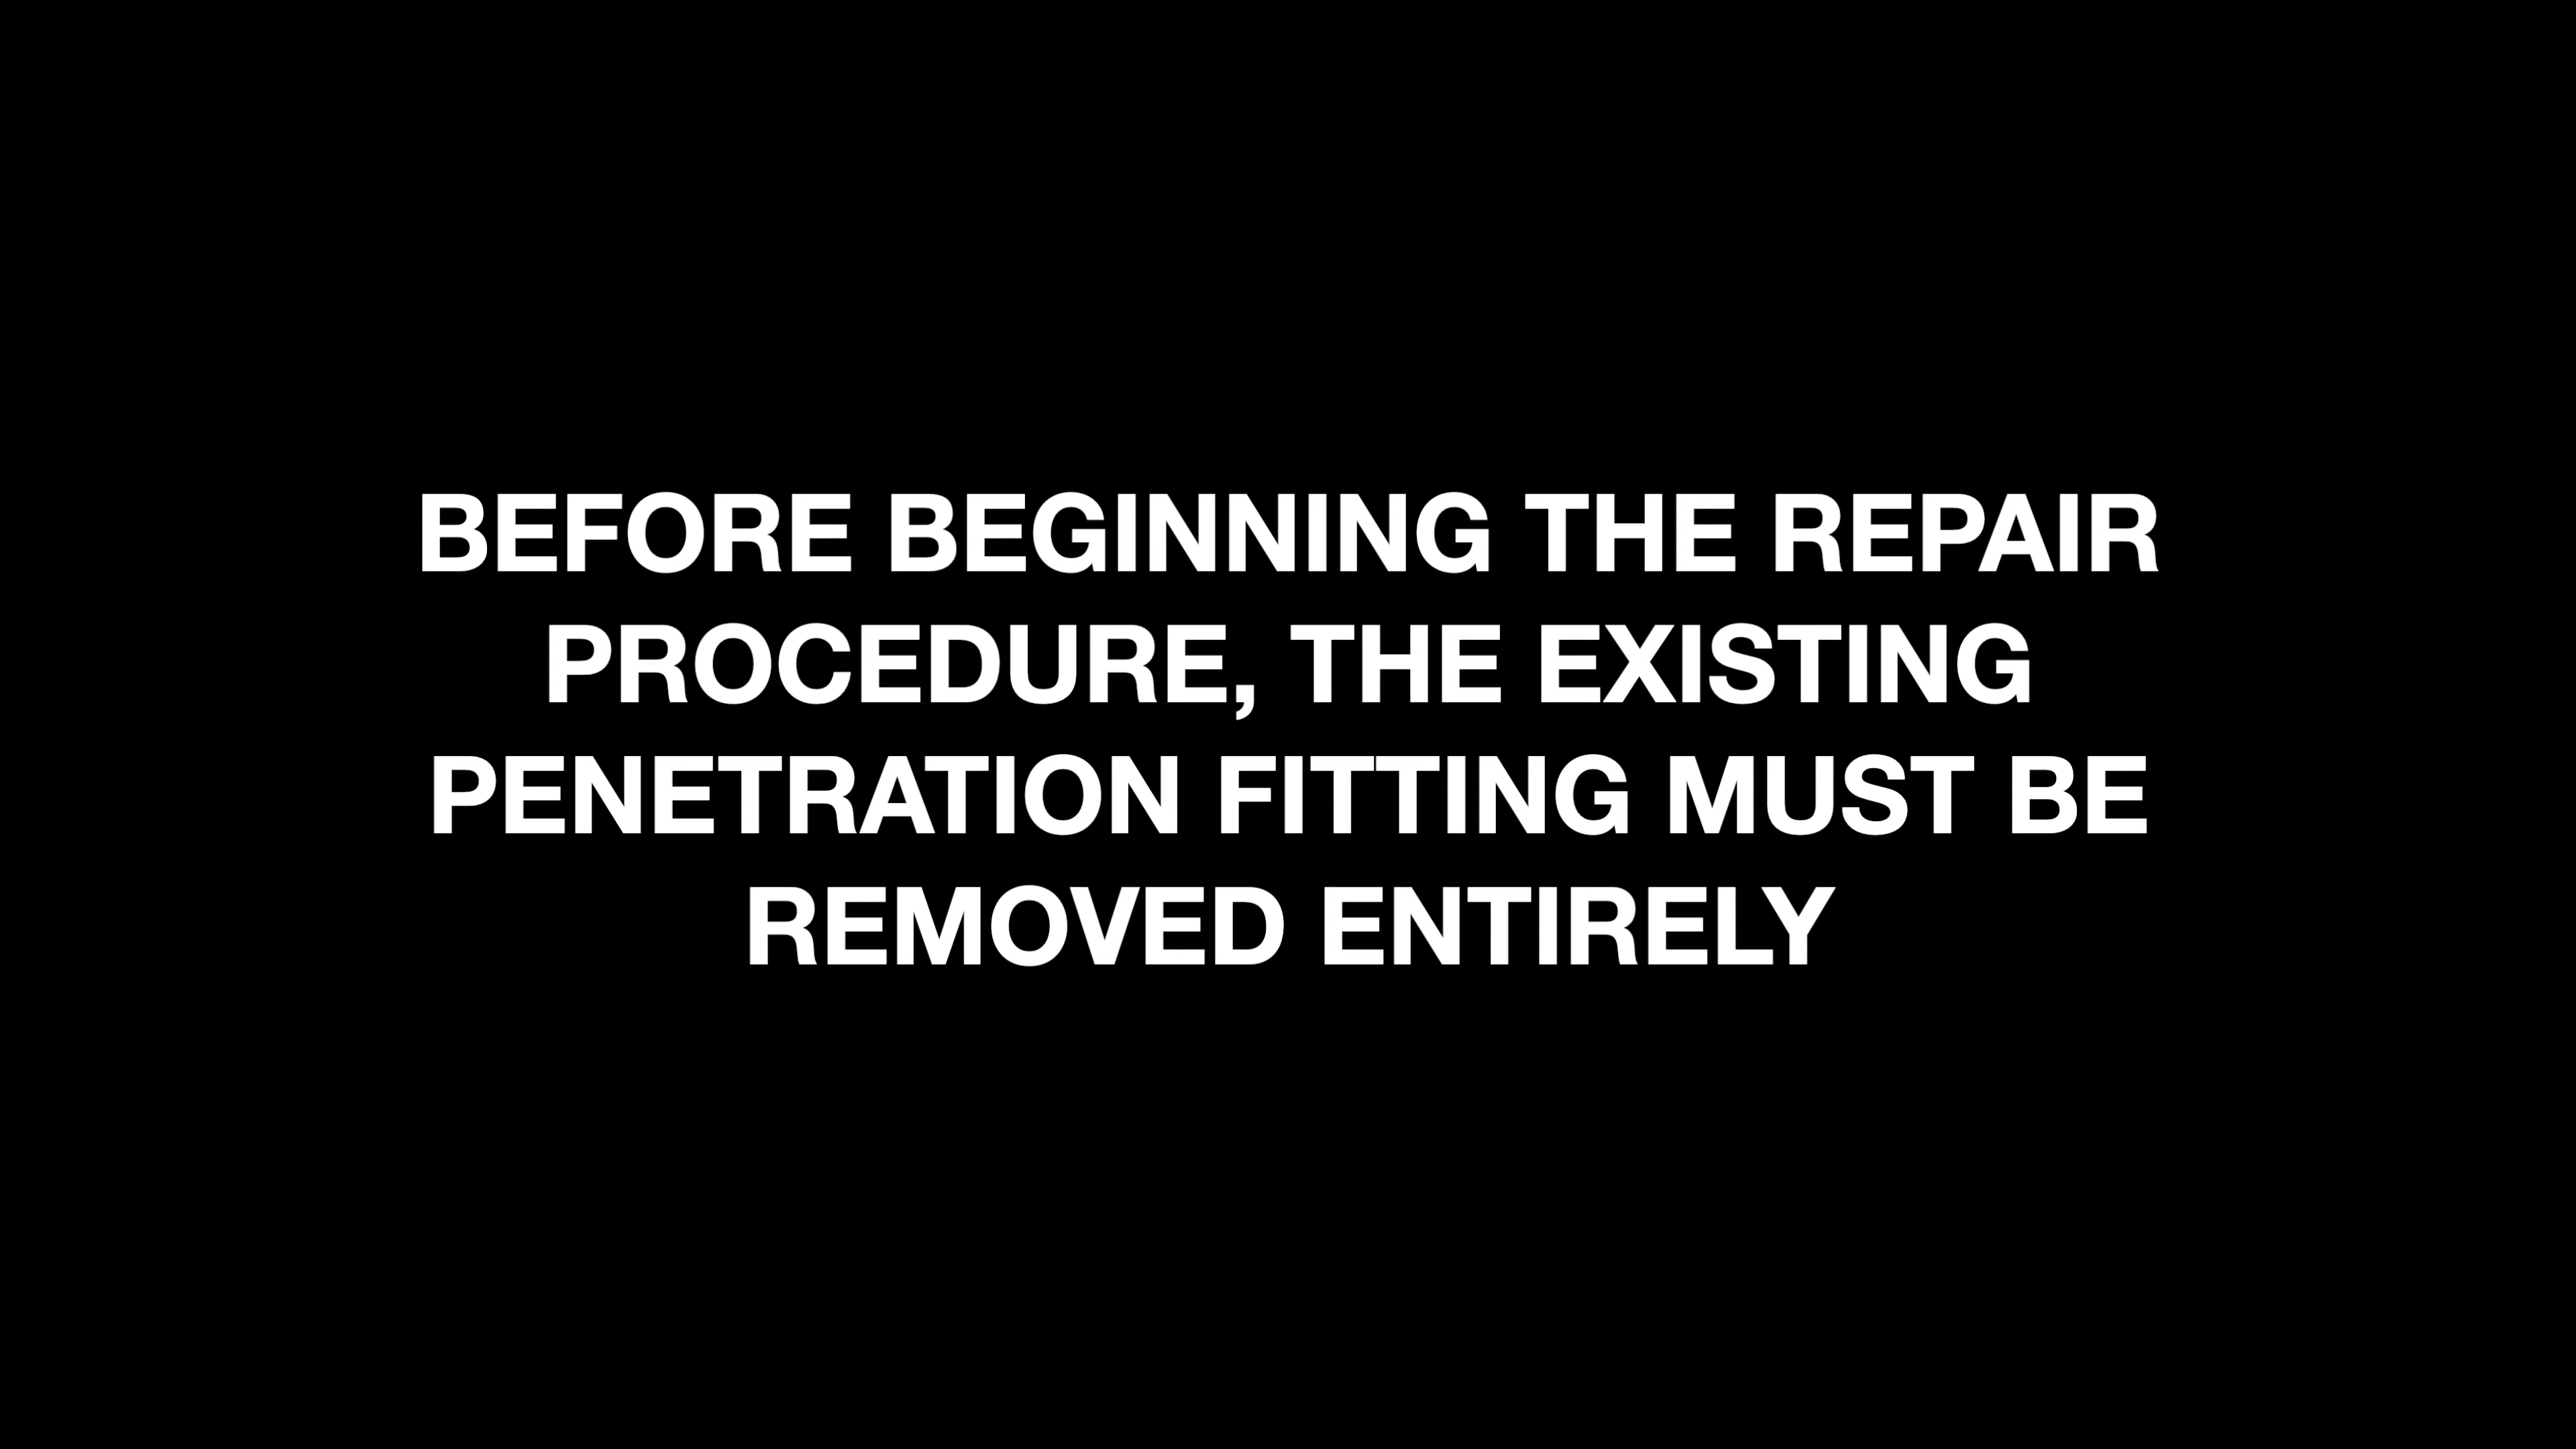 BEFORE BEGINNING THE REPAIR
PROCEDURE, THE EXISTING
PENETRATION FITTING MUST BE
REMOVED ENTIRELY